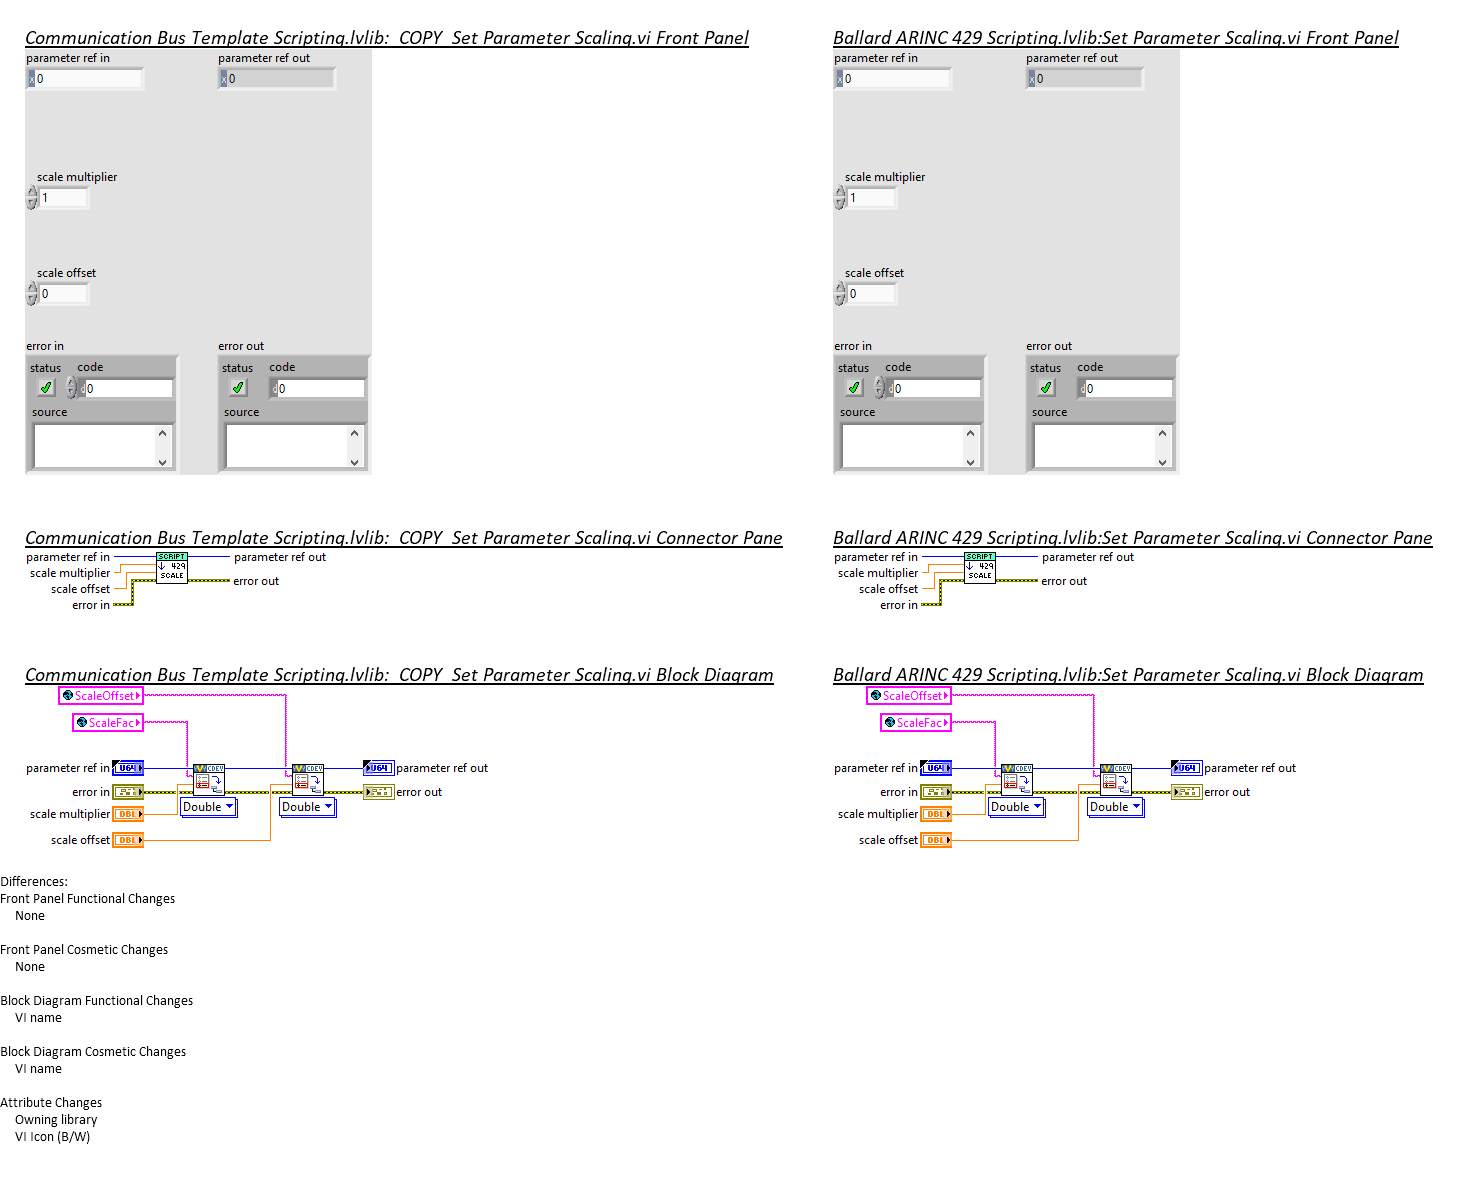 Communication Bus Template Scripting.lvlib:  COPY  Set Parameter Scaling.vi Front Panel
parameter ref in
parameter ref out
x 0
x 0
scale multiplier
1
scale offset
0
error in
error out
status
code
status
code
d 0
d 0
source
source
Ballard ARINC 429 Scripting.lvlib:Set Parameter Scaling.vi Front Panel
parameter ref in
parameter ref out
x 0
x 0
scale multiplier
1
scale offset
0
error in
error out
status
code
status
code
d 0
d 0
source
source
Communication Bus Template Scripting.lvlib:  COPY  Set Parameter Scaling.vi Connector Pane
parameter ref in
SCRIPT
parameter ref out
scale multiplier
429
SCALE
scale offset
error out
error in
Ballard ARINC 429 Scripting.lvlib:Set Parameter Scaling.vi Connector Pane
parameter ref in
SCRIPT
parameter ref out
scale multiplier
429
SCALE
scale offset
error out
error in
Communication Bus Template Scripting.lvlib:  COPY  Set Parameter Scaling.vi Block Diagram
ScaleOffset
ScaleFac
parameter ref in
U64
CDEV
CDEV
U64
parameter ref out
error in
error out
Double
Double
scale multiplier
DBL
scale offset
DBL
Ballard ARINC 429 Scripting.lvlib:Set Parameter Scaling.vi Block Diagram
ScaleOffset
ScaleFac
parameter ref in
U64
CDEV
CDEV
U64
parameter ref out
error in
error out
Double
Double
scale multiplier
DBL
scale offset
DBL
Differences:
Front Panel Functional Changes
None
Front Panel Cosmetic Changes
None
Block Diagram Functional Changes
VI name
Block Diagram Cosmetic Changes
VI name
Attribute Changes
Owning library
VI Icon (B/W)